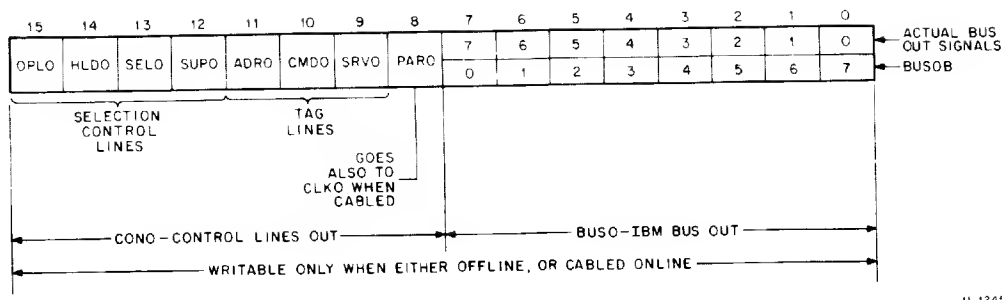 15 14 13 12 11 10 9 8 7 6 5 4 3 2 1 0
OPLO HLDO SELO SUPO ADRO CMDO SRVO PARO
7 6 5 4 3 2 1 0
0 1 2 3 4 5 6 7
ACTUAL BUS
OUT SIGNALS
BUSOB
SELECTION
CONTROL
LINES
TAG
LINES
GOES
ALSO TO
CLKO WHEN
CABLED
CONO-CONTROL LINES OUT
BUSO-IBM BUS OUT
WRITABLE ONLY WHEN EITHER OFFLINE, OR CABLED ONLINE